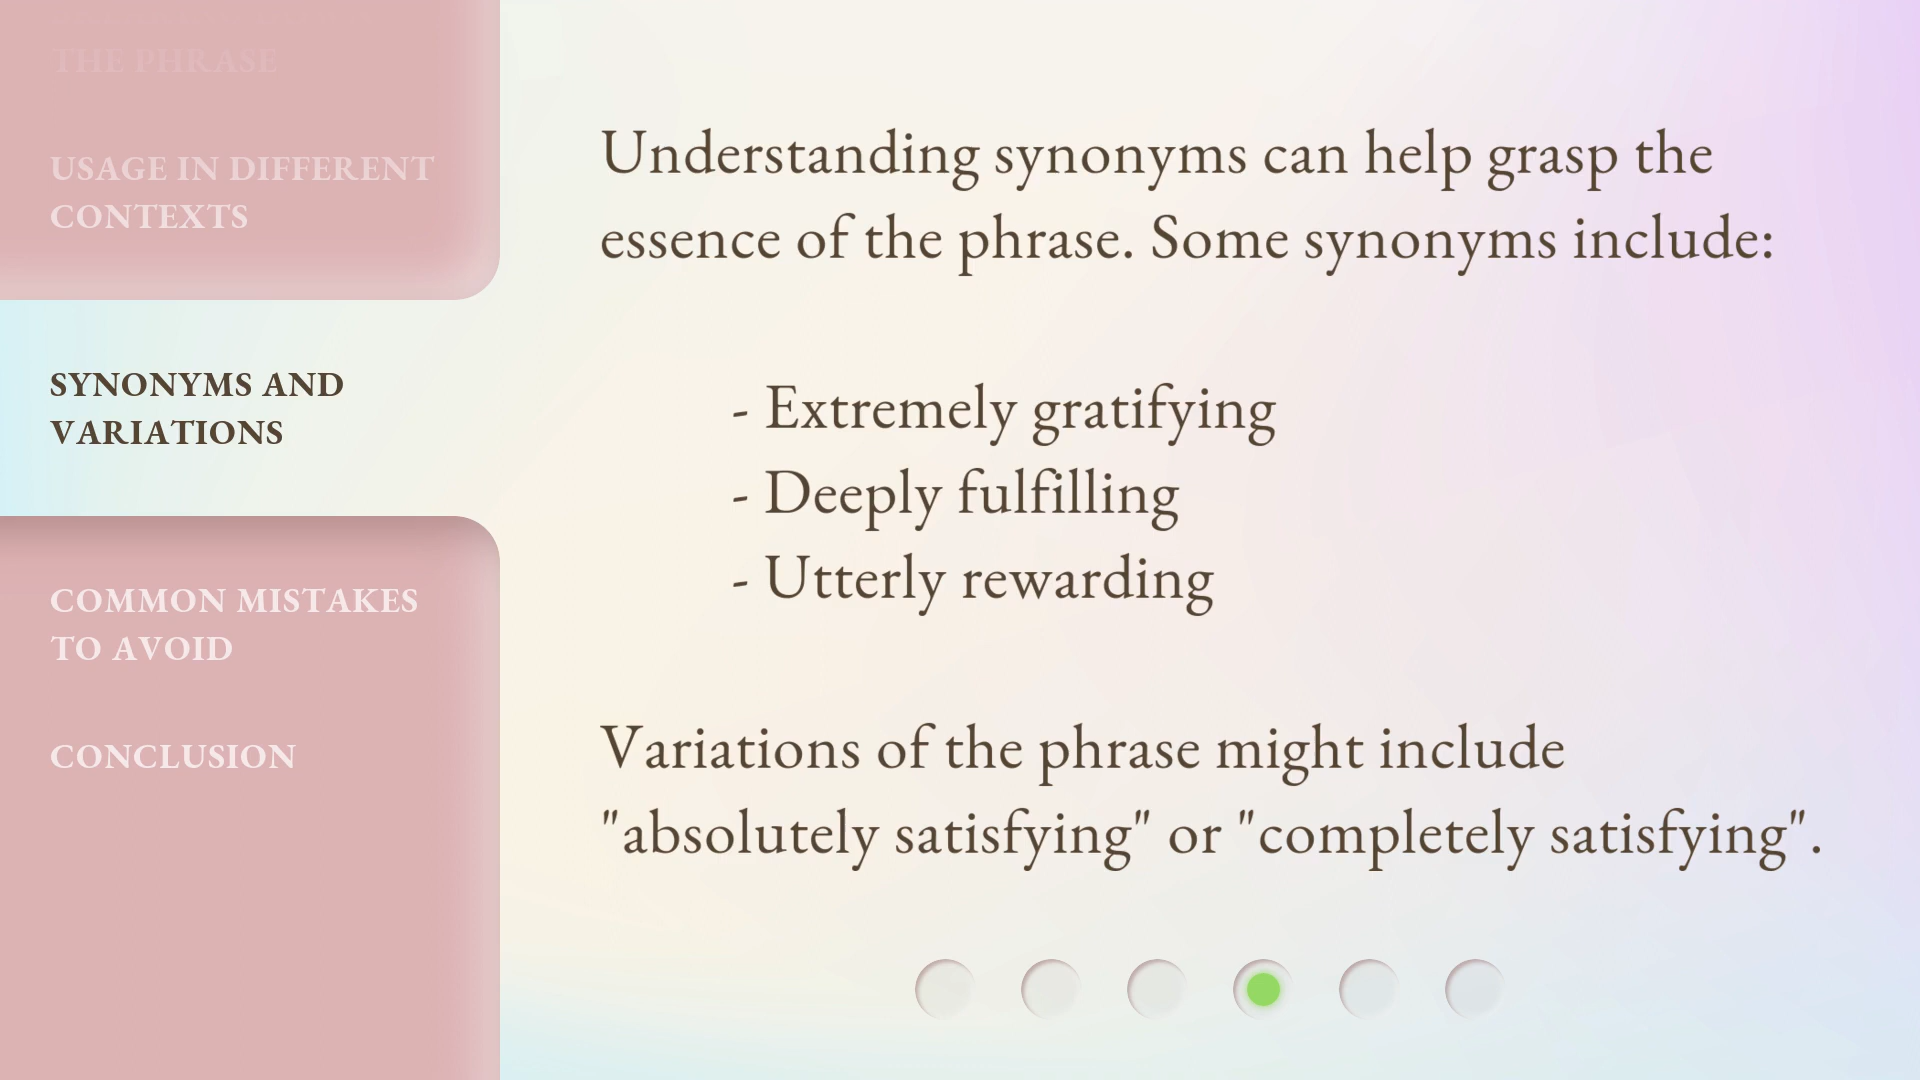 THE PHRASE
USAGE IN DIFFERENT
CONTEXTS
SYNONYMS AND
VARIATIONS
COMMON MISTAKES
TO AVOID
CONCLUSION
Understanding synonyms can help grasp the
essence of the phrase. Some synonyms include:
- Extremely gratifying
- Deeply fulfilling
- Utterly rewarding
Variations of the phrase might include
"absolutely satisfying" or "completely satisfying".